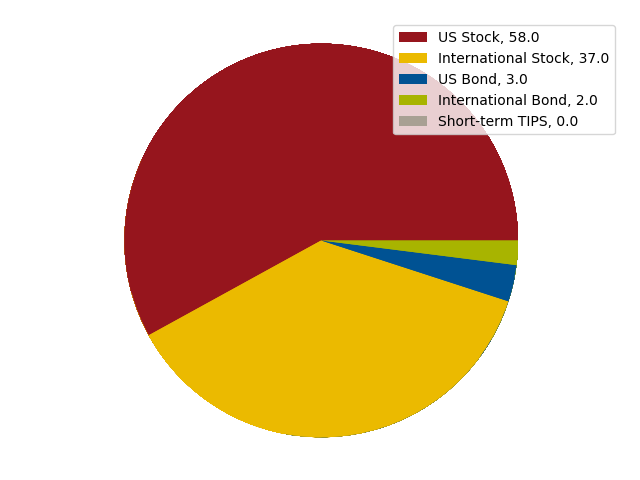 US Stock, 58.0
International Stock, 37.0
US Bond, 3.0
International Bond, 2.0
Short-term TIPS, 0.0